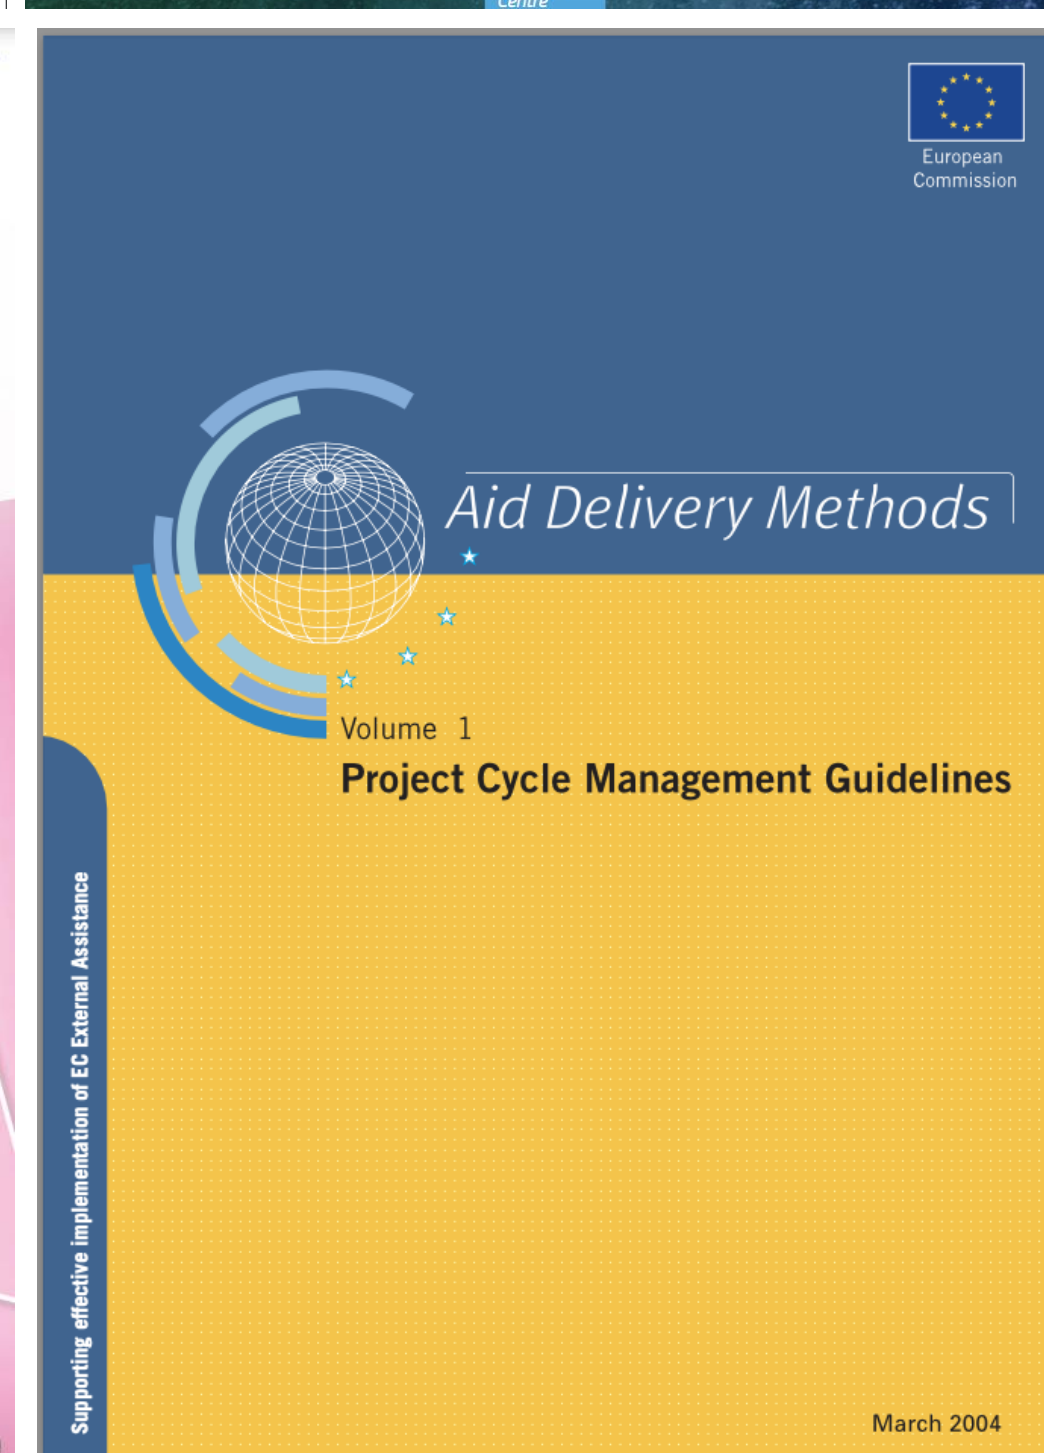 Centre
European
Commission
Aid Delivery Methods
Volume 1
Project Cycle Management Guidelines
Supporting effective implementation of EC External Assistance
March 2004